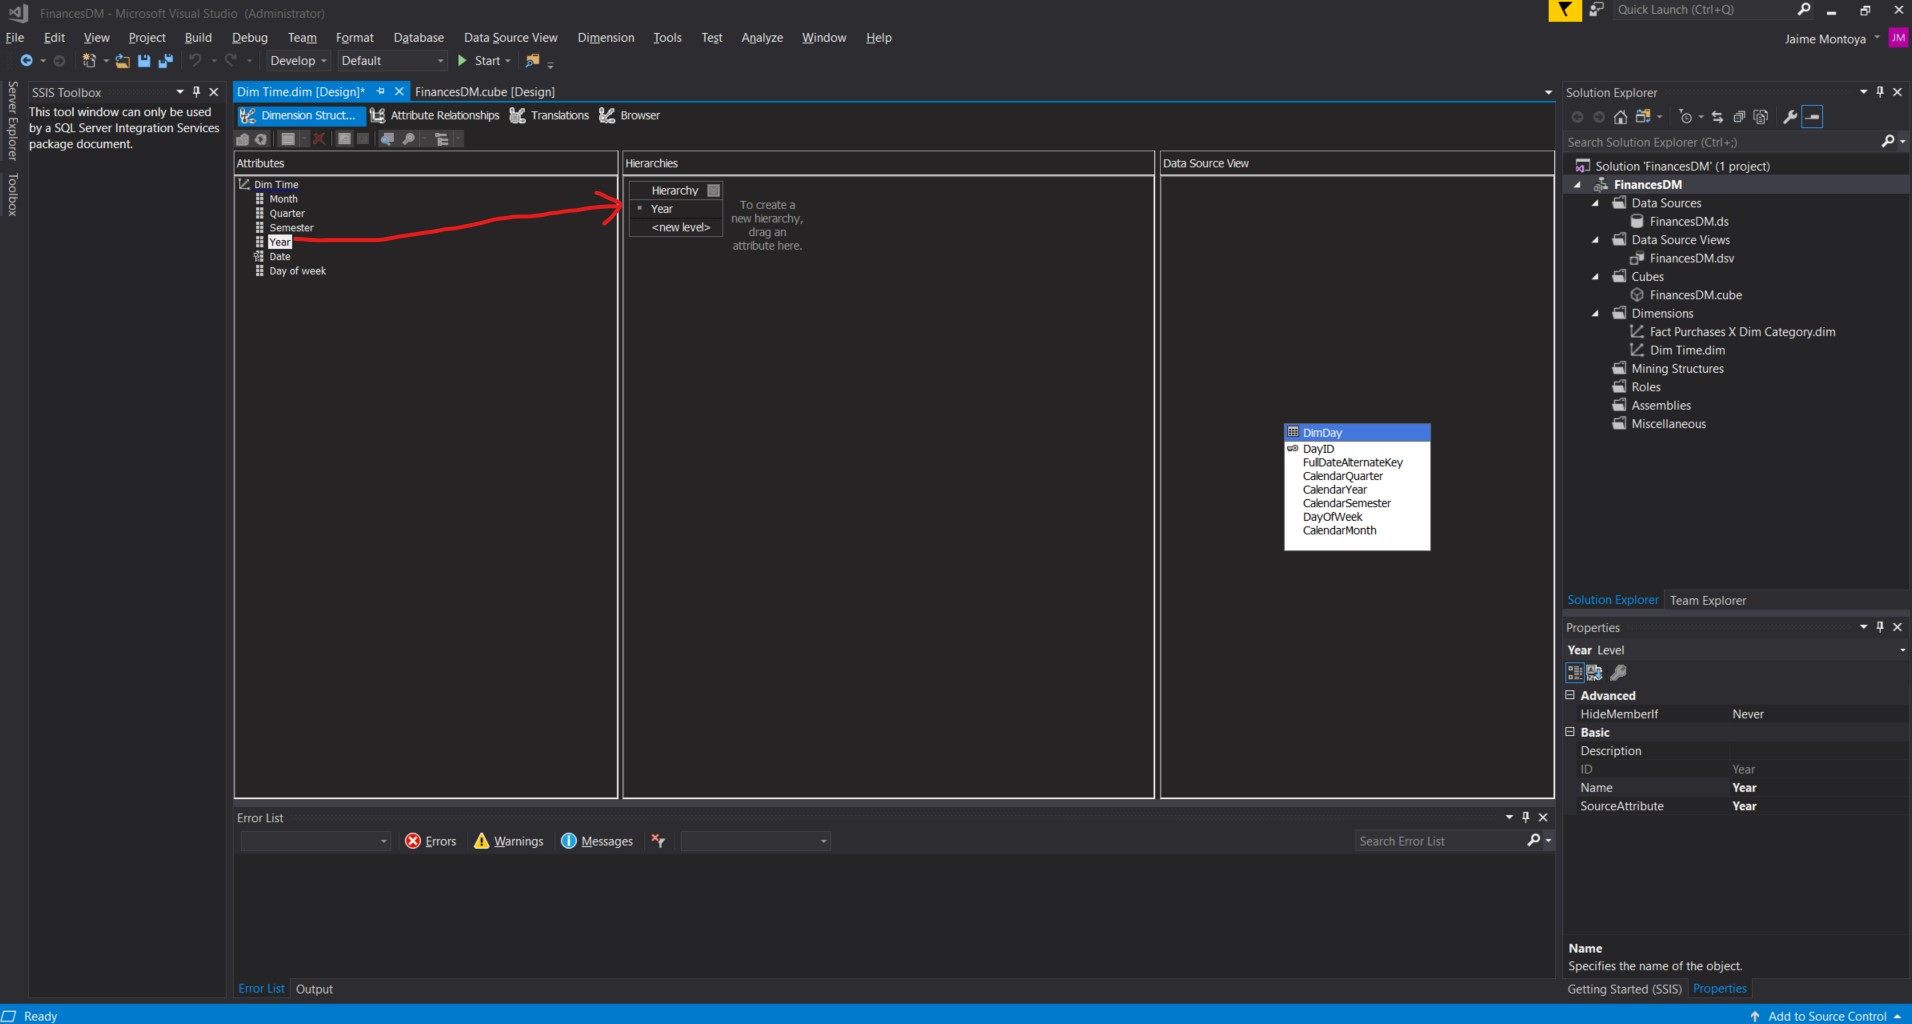 FinancesDM - Microsoft Visual Studio (Administrator)
Quick Launch (Ctrl+Q)
File Edit View Project Build Debug Team Format Database Data Source View Dimension Tools Test Analyze Window Help
Jaime Montoya JM
Develop Default Start
Server Explorer
Toolbox
SSIS Toolbox
This tool window can only be used
by a SQL Server Integration Services
package document.
Dim Time.dim [Design]* FinancesDM.cube [Design]
Dimension Struct... Attribute Relationships Translations Browser
Attributes
Dim Time
Month
Quarter
Semester
Year
Date
Day of week
Hierarchies
Hierarchy
Year
<new level>
To create a
new hierarchy,
drag an
attribute here.
Data Source View
DimDay
DayID
FullDateAlternateKey
CalendarQuarter
CalendarYear
CalendarSemester
DayOfWeek
CalendarMonth
Error List
Errors Warnings Messages
Search Error List
Error List Output
Solution Explorer
Search Solution Explorer (Ctrl+;)
Solution 'FinancesDM' (1 project)
FinancesDM
Data Sources
FinancesDM.ds
Data Source Views
FinancesDM.dsv
Cubes
FinancesDM.cube
Dimensions
Fact Purchases X Dim Category.dim
Dim Time.dim
Mining Structures
Roles
Assemblies
Miscellaneous
Solution Explorer Team Explorer
Properties
Year Level
Advanced
HideMemberIf Never
Basic
Description
ID Year
Name Year
SourceAttribute Year
Name
Specifies the name of the object.
Getting Started (SSIS) Properties
Ready
Add to Source Control